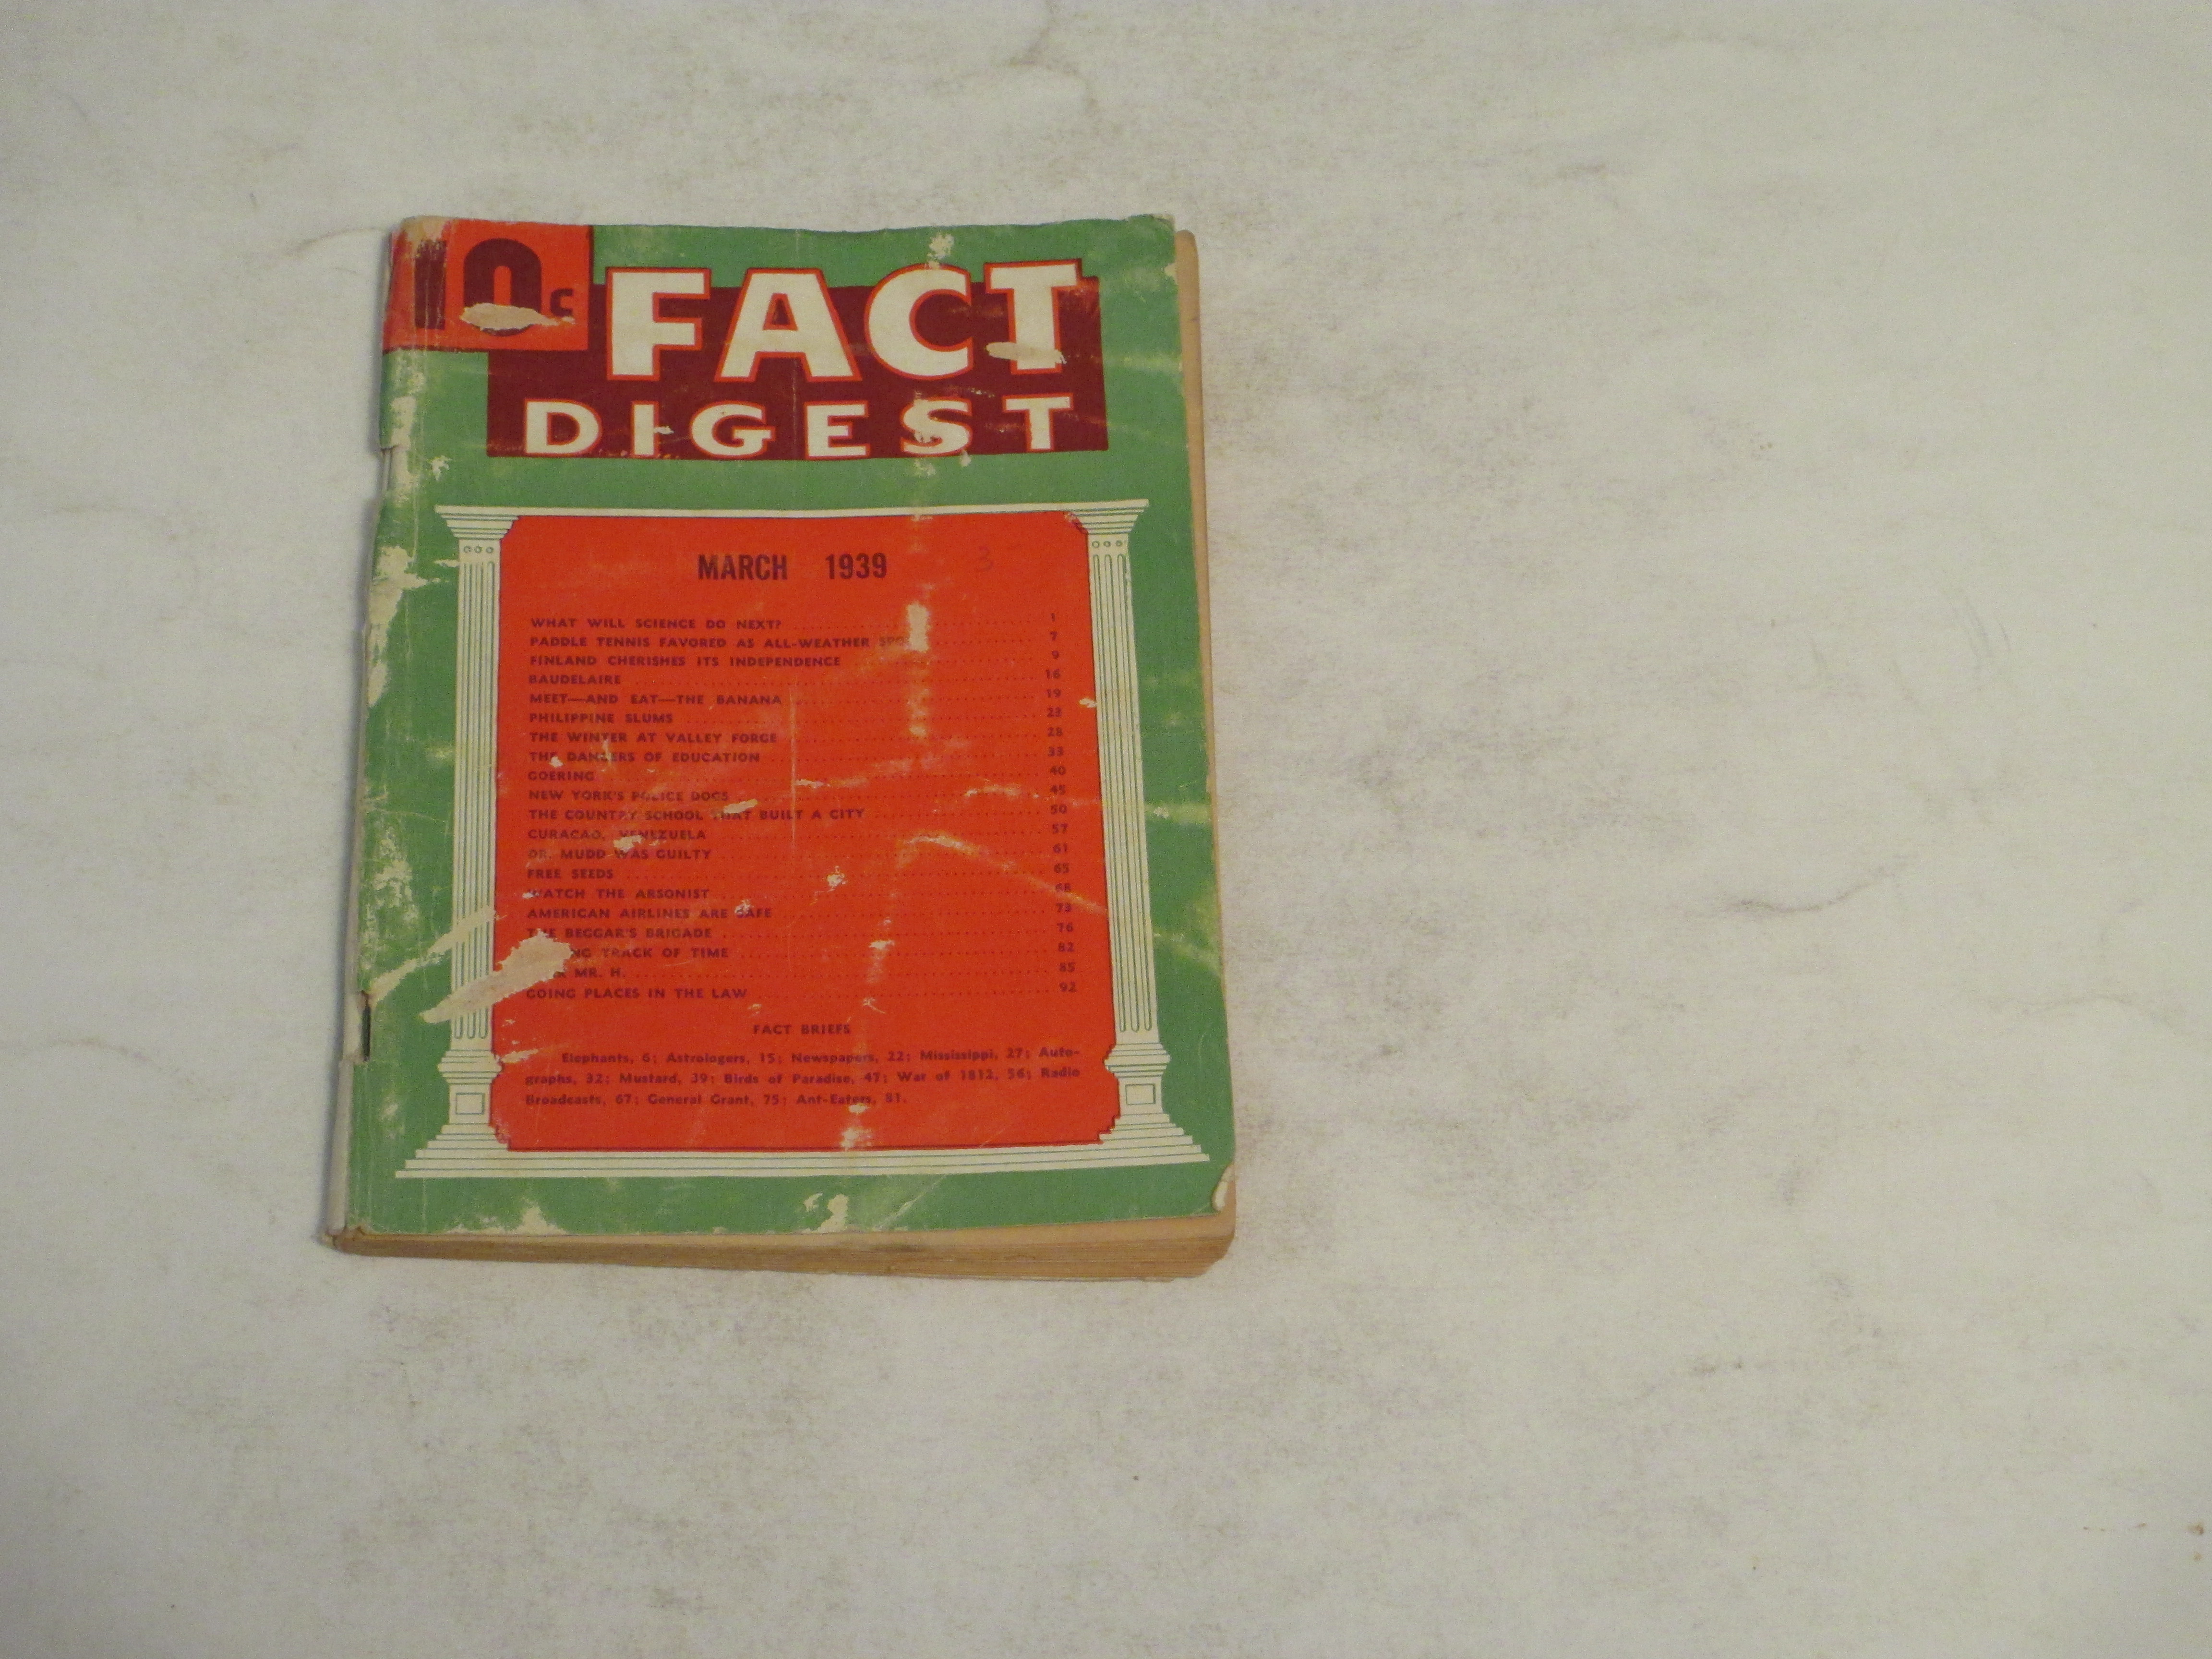 10c
FACT
DIGEST
MARCH 1939 3
WHAT WILL SCIENCE DO NEXT? 1
PADDLE TENNIS FAVORED AS ALL-WEATHER 7
FINLAND CHERISHES ITS INDEPENDENCE 9
BAUDELAIRE 16
MEET—AND EAT—THE BANANA 19
PHILIPPINE SLUMS 23
THE WINTER AT VALLEY FORGE 28
THE DANGERS OF EDUCATION 33
GOERING 40
NEW YORK'S POLICE DOGS 45
THE COUNTRY SCHOOL THAT BUILT A CITY 50
CURACAO, VENEZUELA 57
DR. MUDD WAS GUILTY 61
FREE SEEDS 65
THE ARSONIST 68
AMERICAN AIRLINES ARE SAFE 73
THE BEGGAR'S BRIGADE 76
TRACK OF TIME 82
MR. H. 85
GOING PLACES IN THE LAW 92
FACT BRIEFS
Elephants, 6; Astrologers, 15; Newspapers, 22; Mississippi, 27; Auto-
graphs, 32; Mustard, 39; Birds of Paradise, 47; War of 1812, 56; Radio
Broadcasts, 67; General Grant, 75; Ant-Eaters, 81.